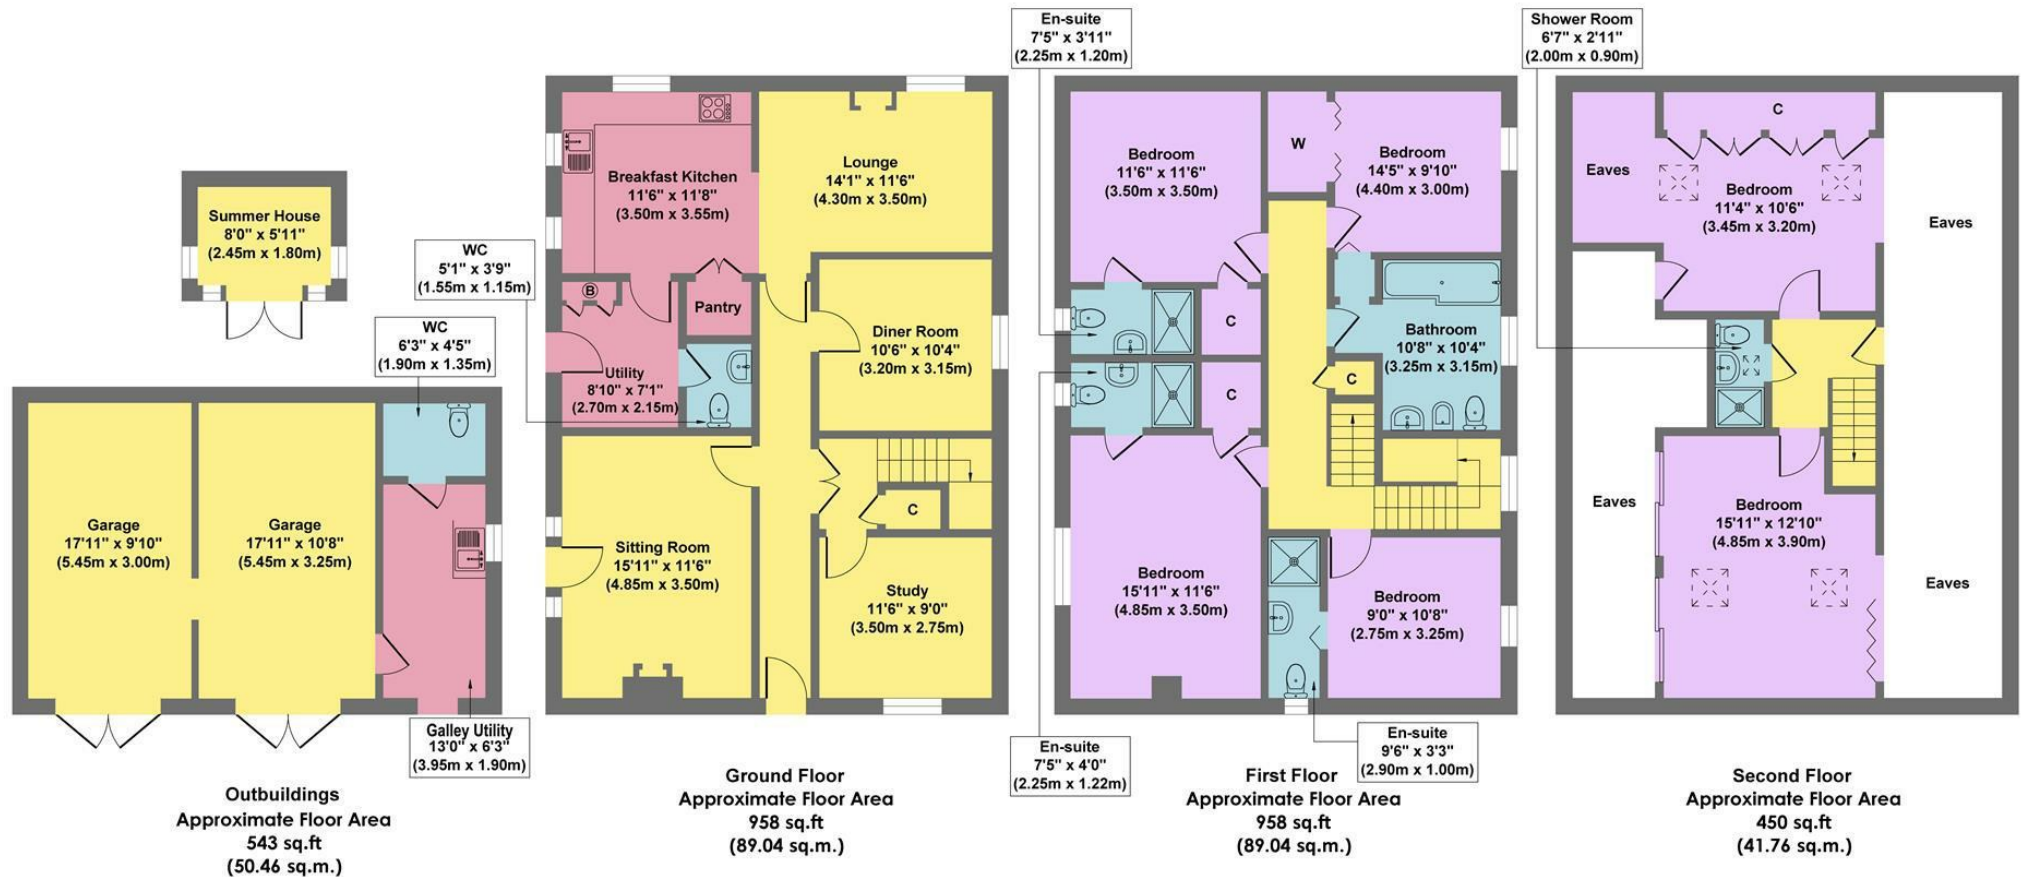 Summer House
8'0" x 5'11"
(2.45m x 1.80m)
WC
6'3" x 4'5"
(1.90m x 1.35m)
Garage
17'11" x 9'10"
(5.45m x 3.00m)
Garage
17'11" x 10'8"
(5.45m x 3.25m)
Galley Utility
13'0" x 6'3"
(3.95m x 1.90m)
Outbuildings
Approximate Floor Area
543 sq.ft
(50.46 sq.m.)
WC
5'1" x 3'9"
(1.55m x 1.15m)
Breakfast Kitchen
11'6" x 11'8"
(3.50m x 3.55m)
Lounge
14'1" x 11'6"
(4.30m x 3.50m)
B
Pantry
Utility
8'10" x 7'1"
(2.70m x 2.15m)
Diner Room
10'6" x 10'4"
(3.20m x 3.15m)
C
Sitting Room
15'11" x 11'6"
(4.85m x 3.50m)
Study
11'6" x 9'0"
(3.50m x 2.75m)
Ground Floor
Approximate Floor Area
958 sq.ft
(89.04 sq.m.)
En-suite
7'5" x 3'11"
(2.25m x 1.20m)
Bedroom
11'6" x 11'6"
(3.50m x 3.50m)
W
Bedroom
14'5" x 9'10"
(4.40m x 3.00m)
C
Bathroom
10'8" x 10'4"
(3.25m x 3.15m)
C
C
Bedroom
15'11" x 11'6"
(4.85m x 3.50m)
Bedroom
9'0" x 10'8"
(2.75m x 3.25m)
En-suite
7'5" x 4'0"
(2.25m x 1.22m)
En-suite
9'6" x 3'3"
(2.90m x 1.00m)
First Floor
Approximate Floor Area
958 sq.ft
(89.04 sq.m.)
Shower Room
6'7" x 2'11"
(2.00m x 0.90m)
C
Eaves
Bedroom
11'4" x 10'6"
(3.45m x 3.20m)
Eaves
Eaves
Bedroom
15'11" x 12'10"
(4.85m x 3.90m)
Eaves
Second Floor
Approximate Floor Area
450 sq.ft
(41.76 sq.m.)